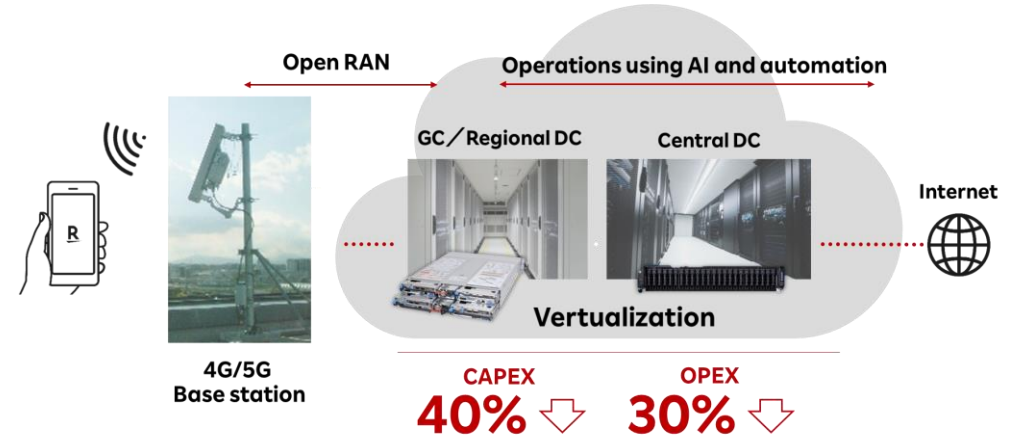 Open RAN
Operations using AI and automation
GC／Regional DC
Central DC
Internet
R
Vertualization
4G/5G
Base station
CAPEX
OPEX
40%
30%